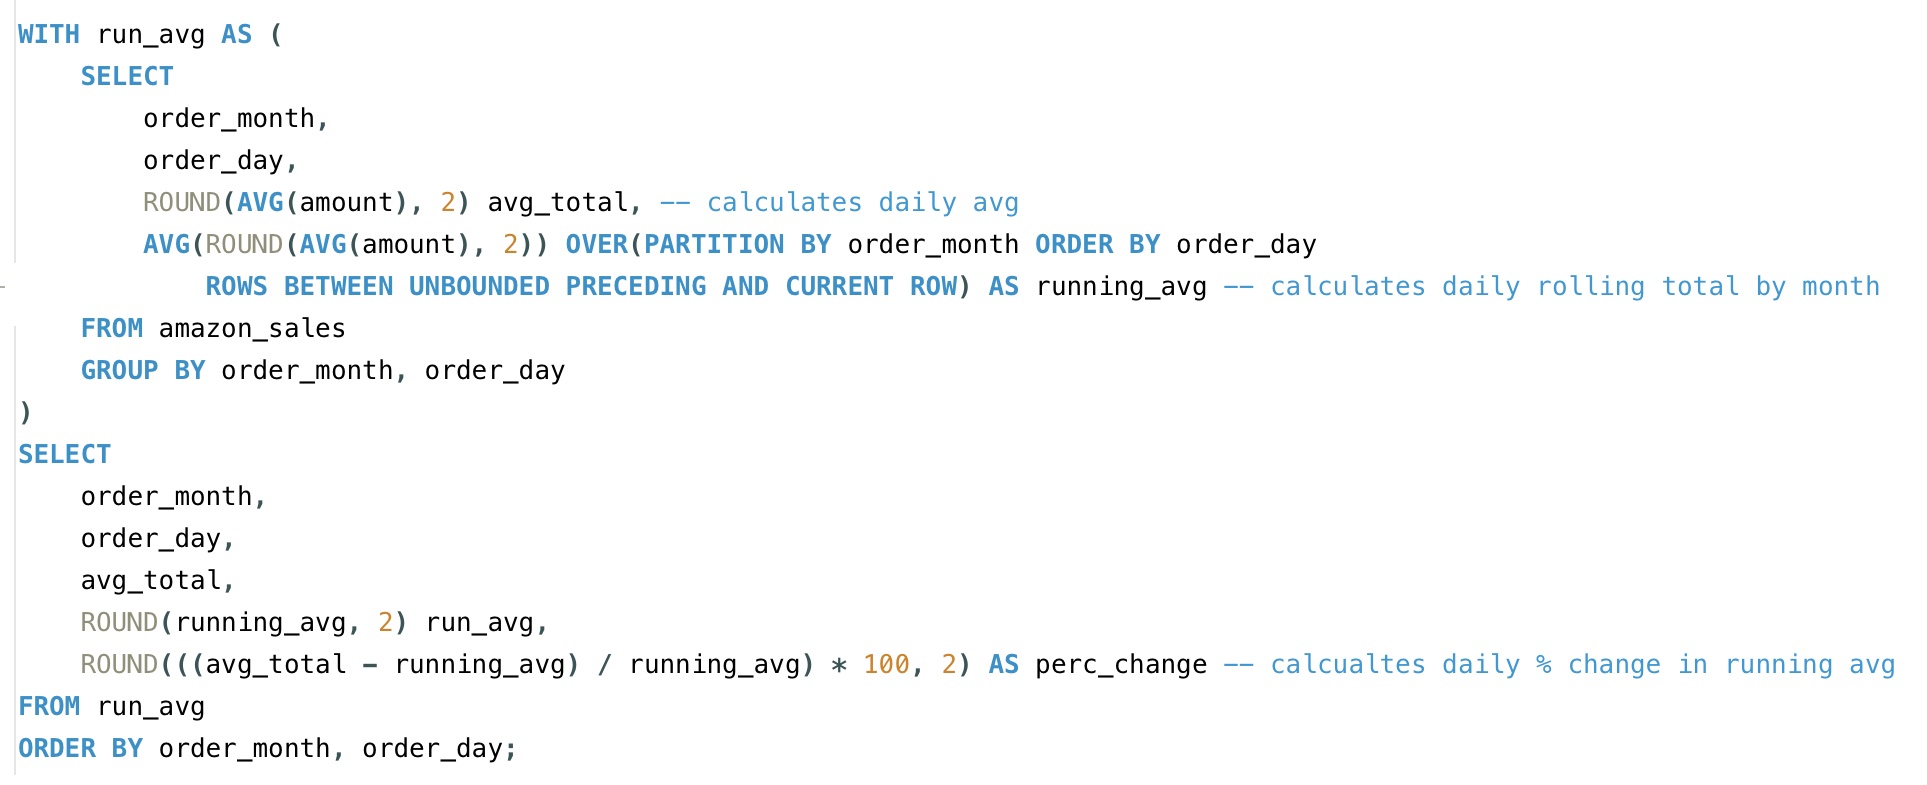 WITH run_avg AS (
    SELECT
        order_month,
        order_day,
        ROUND(AVG(amount), 2) avg_total, -- calculates daily avg
        AVG(ROUND(AVG(amount), 2)) OVER(PARTITION BY order_month ORDER BY order_day
            ROWS BETWEEN UNBOUNDED PRECEDING AND CURRENT ROW) AS running_avg -- calculates daily rolling total by month
    FROM amazon_sales
    GROUP BY order_month, order_day
)
SELECT
    order_month,
    order_day,
    avg_total,
    ROUND(running_avg, 2) run_avg,
    ROUND(((avg_total - running_avg) / running_avg) * 100, 2) AS perc_change -- calcualtes daily % change in running avg
FROM run_avg
ORDER BY order_month, order_day;